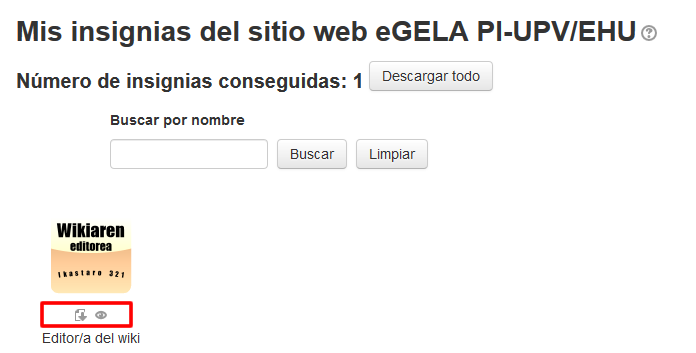 Mis insignias del sitio web eGELA PI-UPV/EHU
Número de insignias conseguidas: 1 Descargar todo
Buscar por nombre
Buscar Limpiar
Wikiaren
editorea
Ikastaro 321
Editor/a del wiki